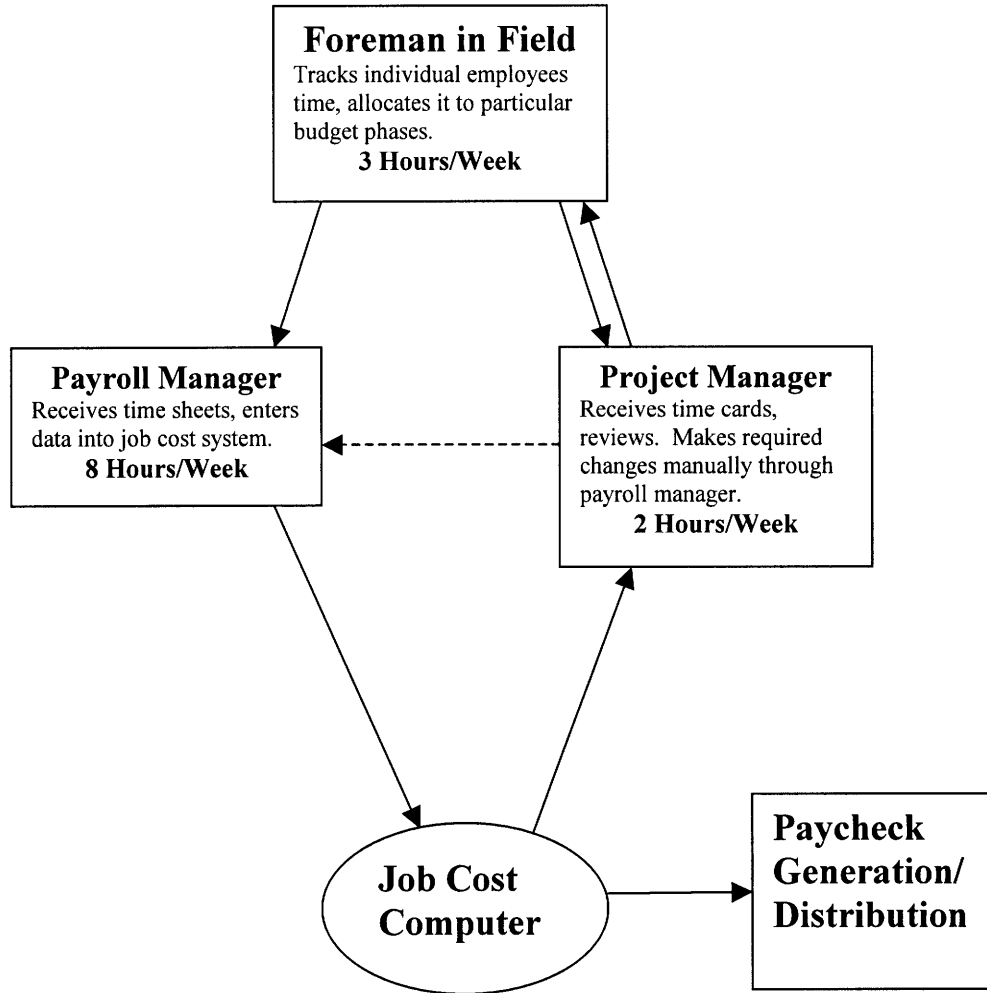 Foreman in Field
Tracks individual employees
time, allocates it to particular
budget phases.
3 Hours/Week
Payroll Manager
Receives time sheets, enters
data into job cost system.
8 Hours/Week
Project Manager
Receives time cards,
reviews.  Makes required
changes manually through
payroll manager.
2 Hours/Week
Job Cost
Computer
Paycheck
Generation/
Distribution